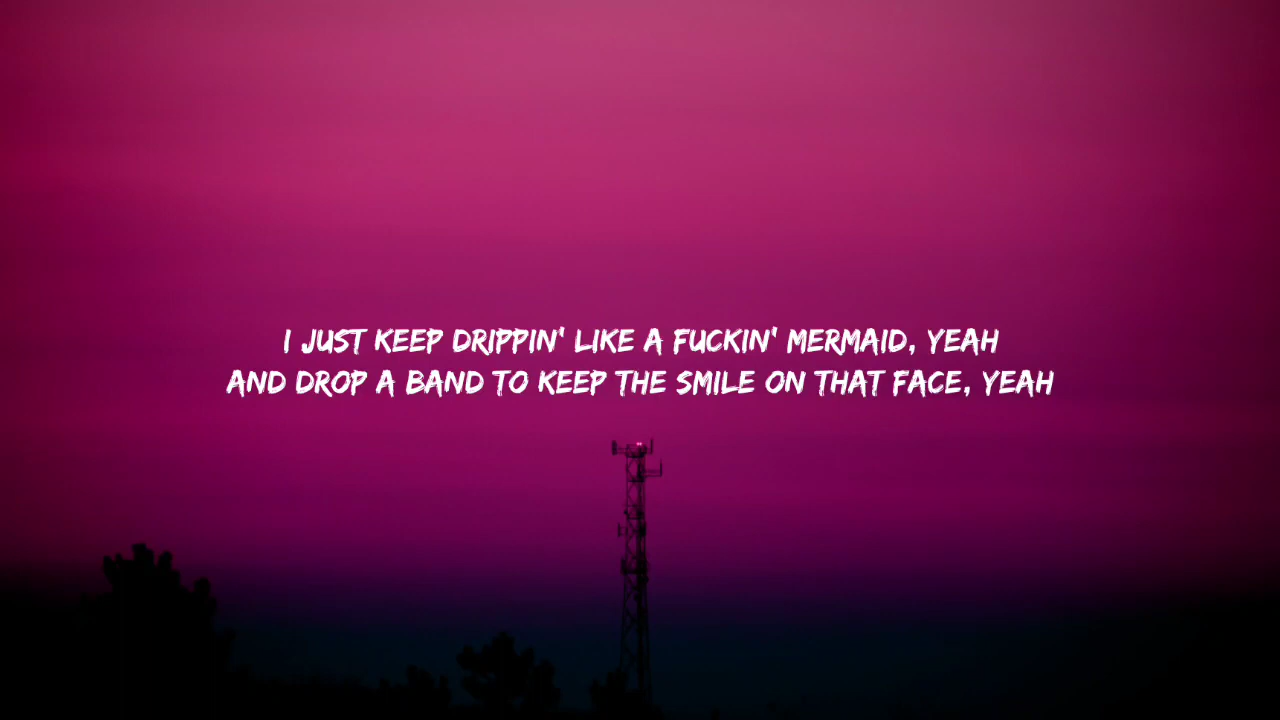 I JUST KEEP DRIPPIN' LIKE A FUCKIN' MERMAID, YEAH
AND DROP A BAND TO KEEP THE SMILE ON THAT FACE, YEAH